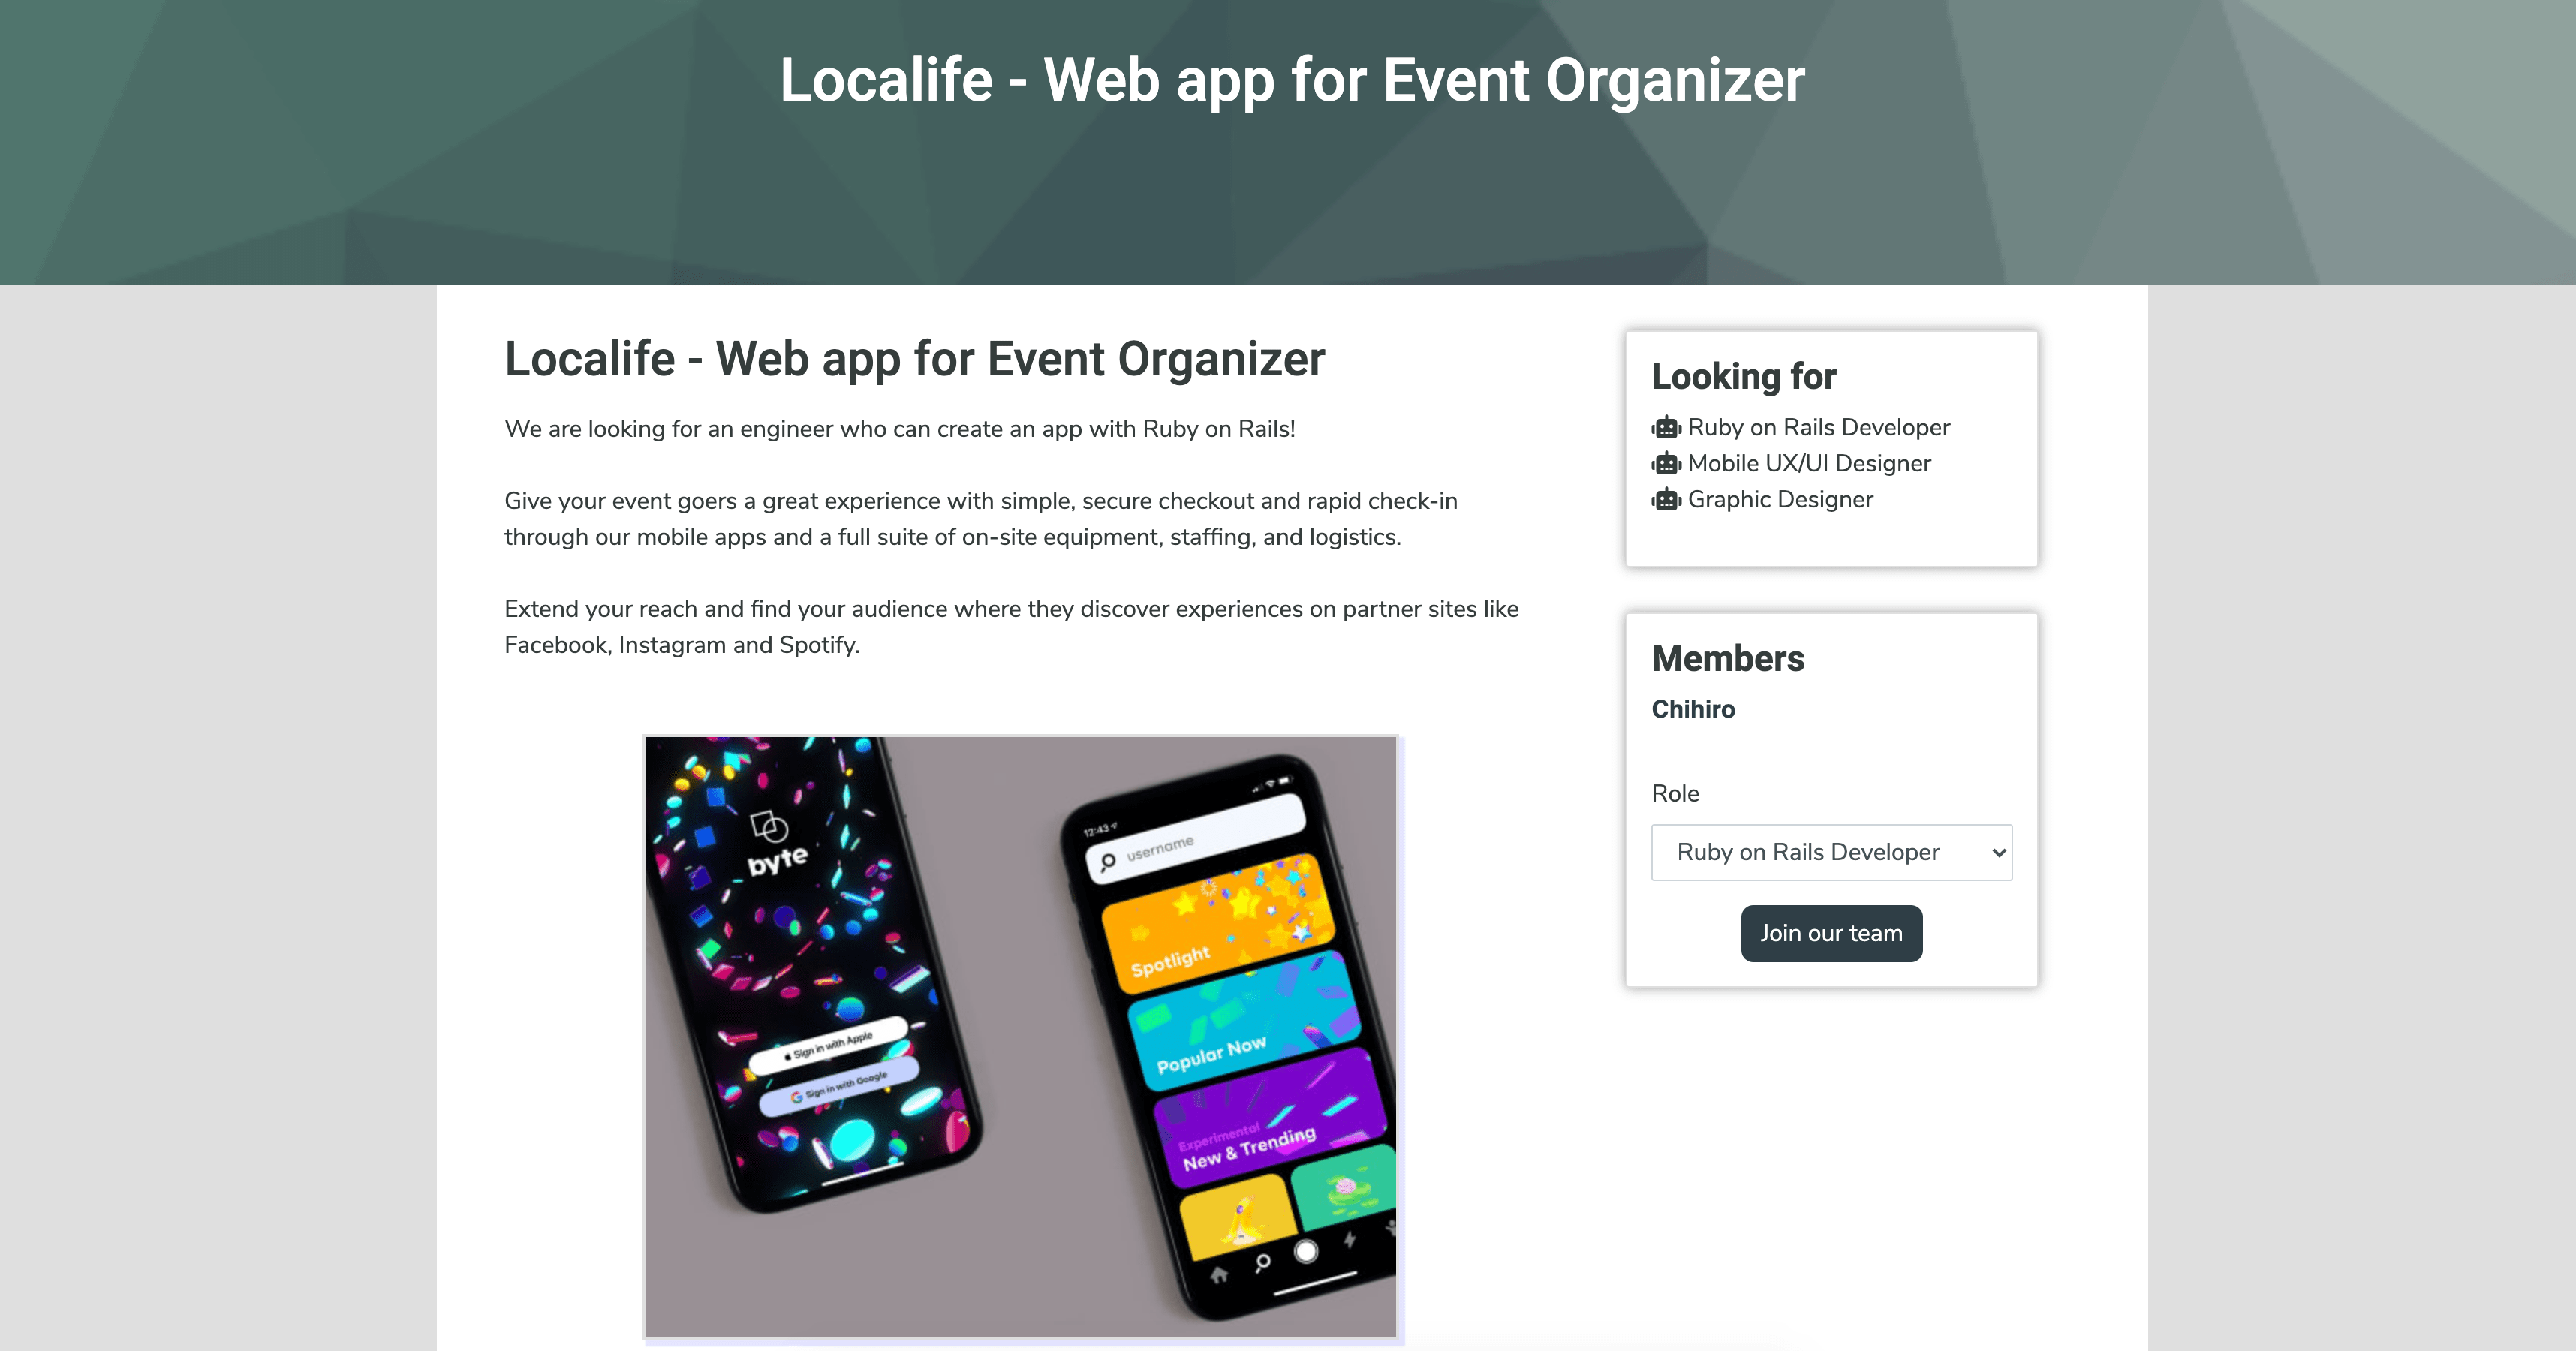 Localife - Web app for Event Organizer
Localife - Web app for Event Organizer
We are looking for an engineer who can create an app with Ruby on Rails!
Give your event goers a great experience with simple, secure checkout and rapid check-in
through our mobile apps and a full suite of on-site equipment, staffing, and logistics.
Extend your reach and find your audience where they discover experiences on partner sites like
Facebook, Instagram and Spotify.
byte
Sign in with Apple
Sign in with Google
12:43
username
Spotlight
Popular Now
Experimental
New & Trending
Looking for
Ruby on Rails Developer
Mobile UX/UI Designer
Graphic Designer
Members
Chihiro
Role
Ruby on Rails Developer
Join our team